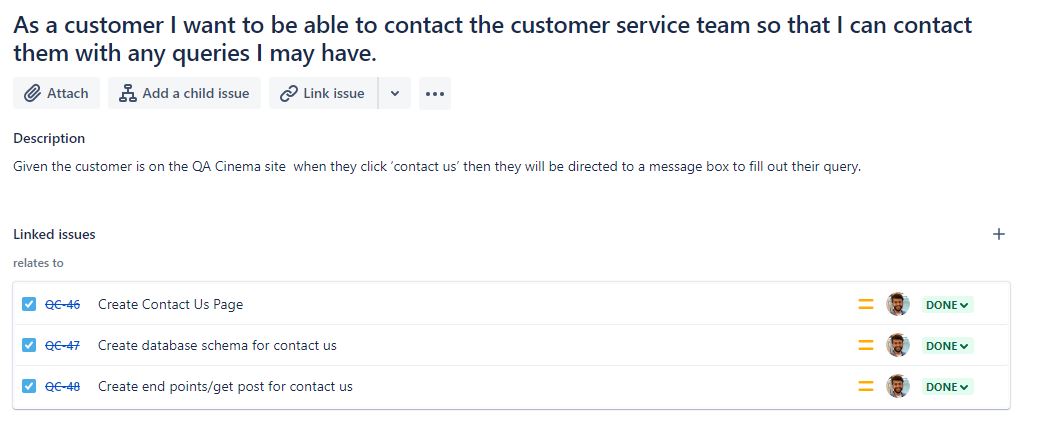 As a customer I want to be able to contact the customer service team so that I can contact
them with any queries I may have.
Attach
Add a child issue
Link issue
Description
Given the customer is on the QA Cinema site  when they click ‘contact us’ then they will be directed to a message box to fill out their query.
Linked issues
relates to
QC-46 Create Contact Us Page DONE
QC-47 Create database schema for contact us DONE
QC-48 Create end points/get post for contact us DONE